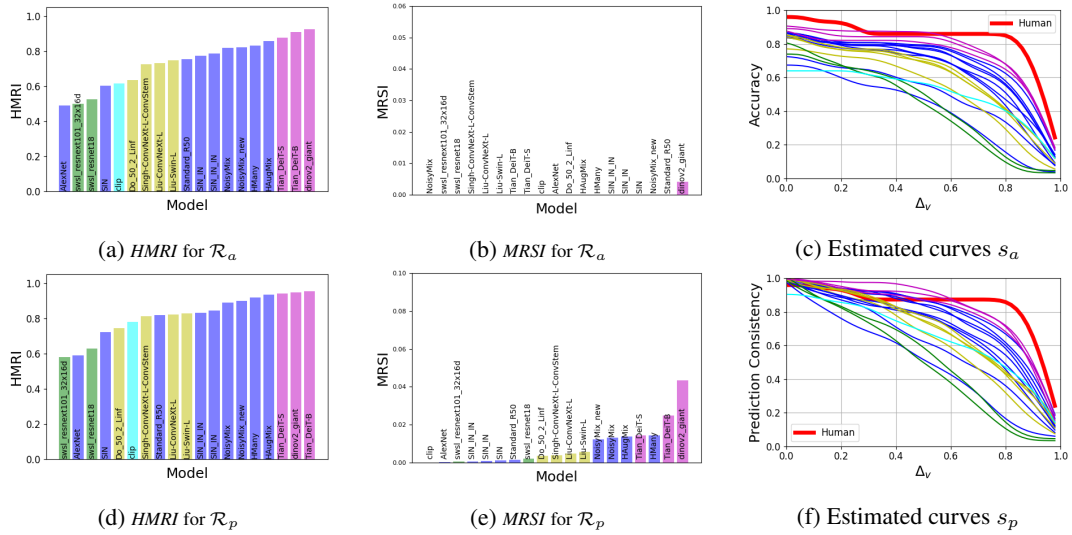 HMRI
1.0
0.8
0.6
0.4
0.2
0.0
AlexNet
swsl_resnext101_32x16d
swsl_resnet18
SIN
clip
Do_50_2_Linf
Singh-ConvNeXt-L-ConvStem
Liu-ConvNeXt-L
Liu-Swin-L
Standard_R50
SIN_IN
SIN_IN_IN
NoisyMix
NoisyMix_new
HMany
HAugMix
Tian_DeiT-S
Tian_DeiT-B
dinov2_giant
Model
(a) HMRI for Rₐ
MRSI
0.06
0.05
0.04
0.03
0.02
0.01
0.00
NoisyMix
swsl_resnext101_32x16d
swsl_resnet18
Singh-ConvNeXt-L-ConvStem
Liu-ConvNeXt-L
Liu-Swin-L
Tian_DeiT-B
Tian_DeiT-S
clip
AlexNet
Do_50_2_Linf
HAugMix
HMany
SIN_IN_IN
SIN_IN
SIN
NoisyMix_new
Standard_R50
dinov2_giant
Model
(b) MRSI for Rₐ
Accuracy
1.0
0.8
0.6
0.4
0.2
0.0
Human
0.0 0.2 0.4 0.6 0.8 1.0
Δᵥ
(c) Estimated curves sₐ
HMRI
1.0
0.8
0.6
0.4
0.2
0.0
swsl_resnext101_32x16d
AlexNet
swsl_resnet18
SIN
Do_50_2_Linf
clip
Singh-ConvNeXt-L-ConvStem
Standard_R50
Liu-ConvNeXt-L
Liu-Swin-L
SIN_IN_IN
SIN_IN
NoisyMix
NoisyMix_new
HMany
HAugMix
Tian_DeiT-S
dinov2_giant
Tian_DeiT-B
Model
(d) HMRI for Rₚ
MRSI
0.10
0.08
0.06
0.04
0.02
0.00
clip
AlexNet
swsl_resnext101_32x16d
SIN_IN_IN
SIN_IN
SIN
Standard_R50
swsl_resnet18
Do_50_2_Linf
Singh-ConvNeXt-L-ConvStem
Liu-ConvNeXt-L
Liu-Swin-L
NoisyMix_new
NoisyMix
HAugMix
Tian_DeiT-S
HMany
Tian_DeiT-B
dinov2_giant
Model
(e) MRSI for Rₚ
Prediction Consistency
1.0
0.8
0.6
0.4
0.2
0.0
Human
0.0 0.2 0.4 0.6 0.8 1.0
Δᵥ
(f) Estimated curves sₚ